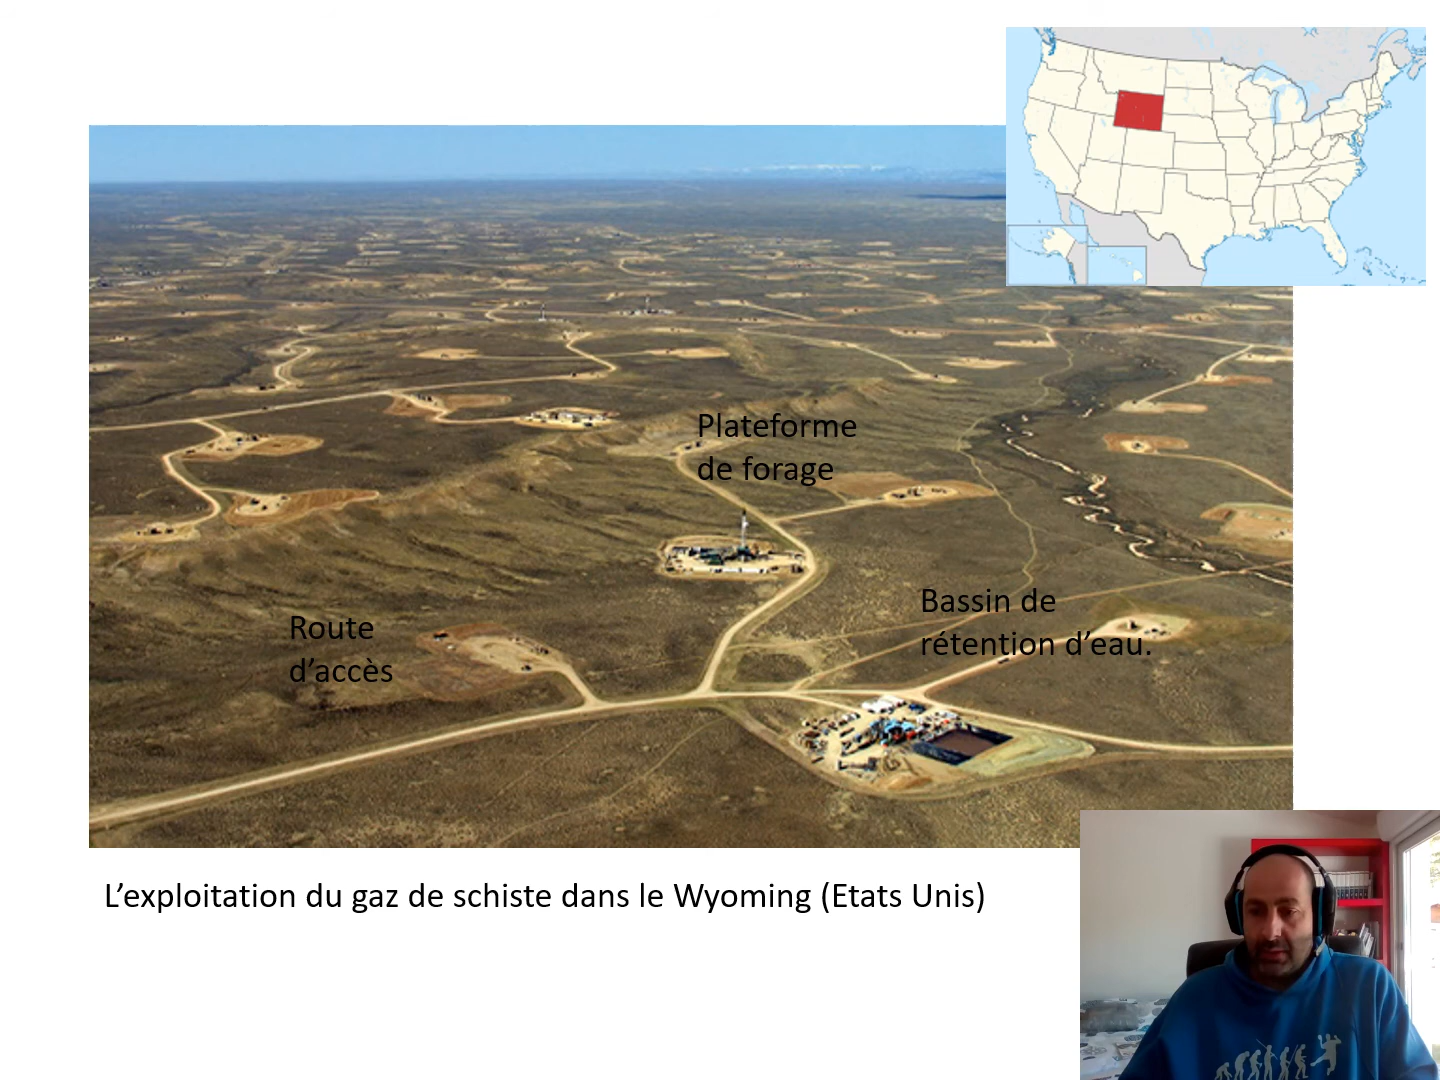 Plateforme
de forage
Bassin de
rétention d’eau.
Route
d’accès
L’exploitation du gaz de schiste dans le Wyoming (Etats Unis)